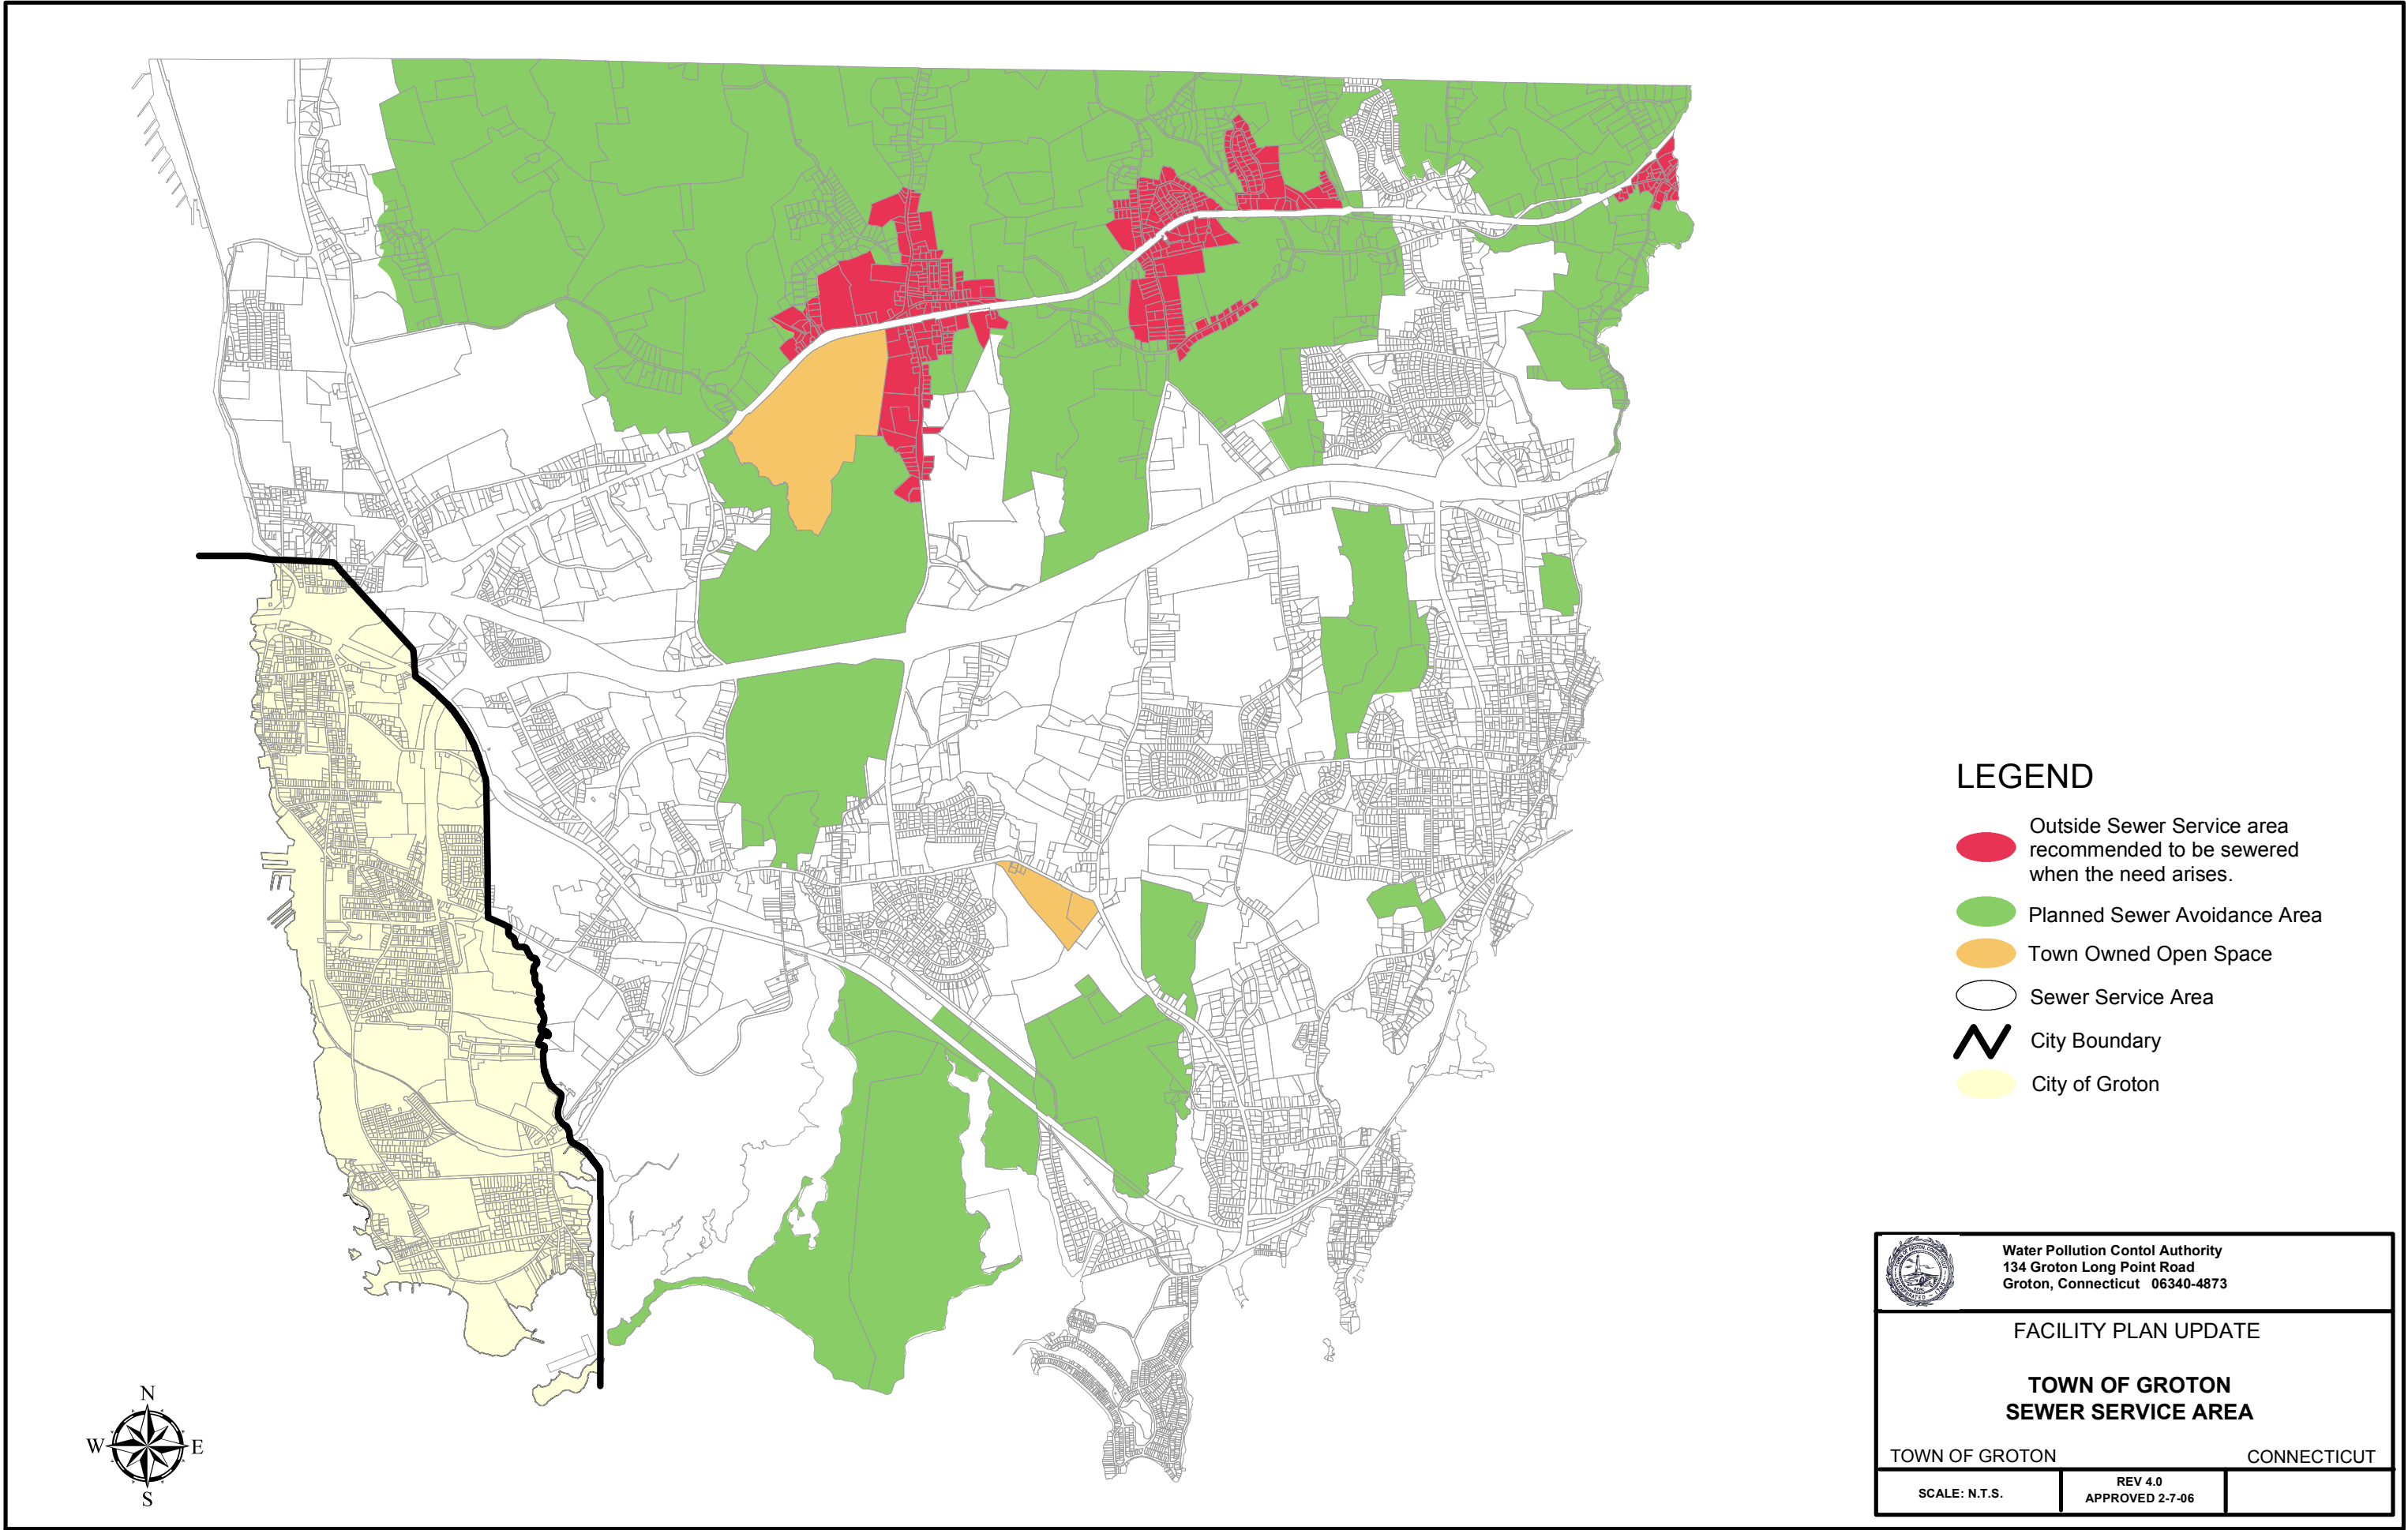 LEGEND
Outside Sewer Service area
recommended to be sewered
when the need arises.
Planned Sewer Avoidance Area
Town Owned Open Space
Sewer Service Area
City Boundary
City of Groton
Water Pollution Contol Authority
134 Groton Long Point Road
Groton, Connecticut 06340-4873
FACILITY PLAN UPDATE
TOWN OF GROTON
SEWER SERVICE AREA
TOWN OF GROTON CONNECTICUT
SCALE: N.T.S.
REV 4.0
APPROVED 2-7-06
N
W E
S